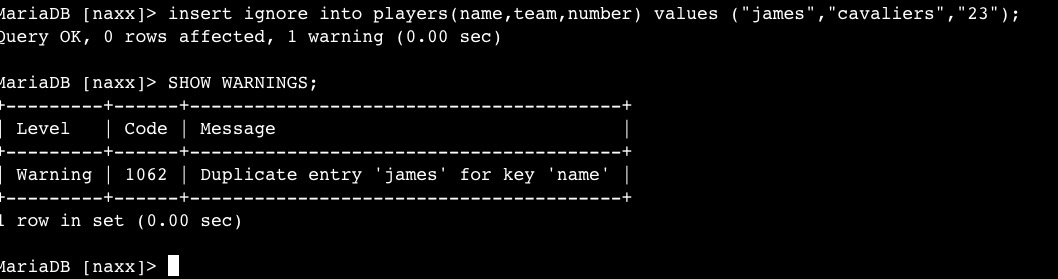 MariaDB [naxx]> insert ignore into players(name,team,number) values ("james","cavaliers","23");
Query OK, 0 rows affected, 1 warning (0.00 sec)
MariaDB [naxx]> SHOW WARNINGS;
+---------+------+----------------------------------------+
| Level   | Code | Message                                |
+---------+------+----------------------------------------+
| Warning | 1062 | Duplicate entry 'james' for key 'name' |
+---------+------+----------------------------------------+
1 row in set (0.00 sec)
MariaDB [naxx]>